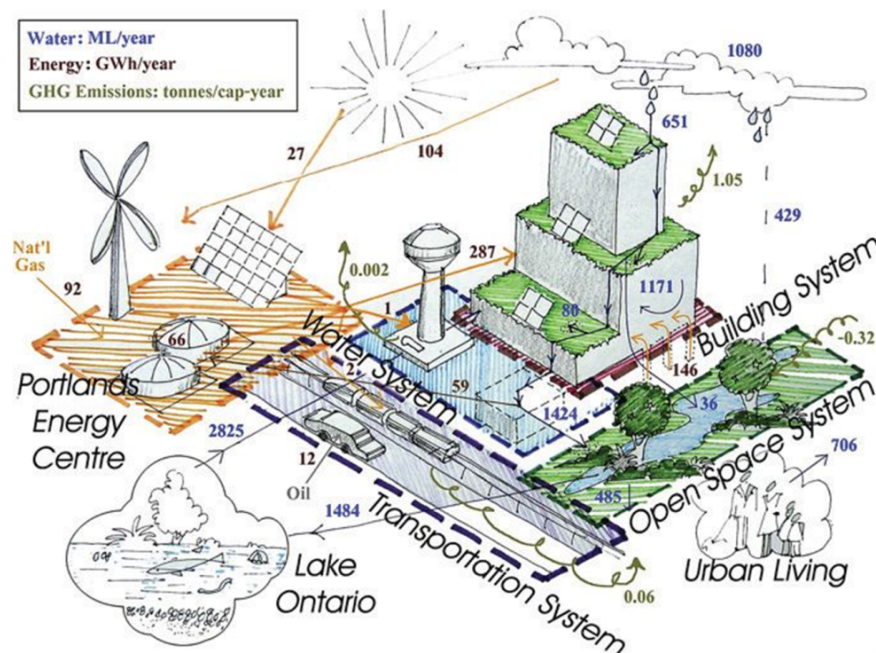 Water: ML/year
Energy: GWh/year
GHG Emissions: tonnes/cap-year
1080
651
27
104
1.05
429
Nat'l
Gas
92
0.002
287
1
80
1171
Building System
-0.32
66
Water System
2
59
146
Portlands
Energy
Centre
1424
36
2825
12
Oil
Open Space System
706
485
1484
Transportation System
Lake
Ontario
Urban Living
0.06